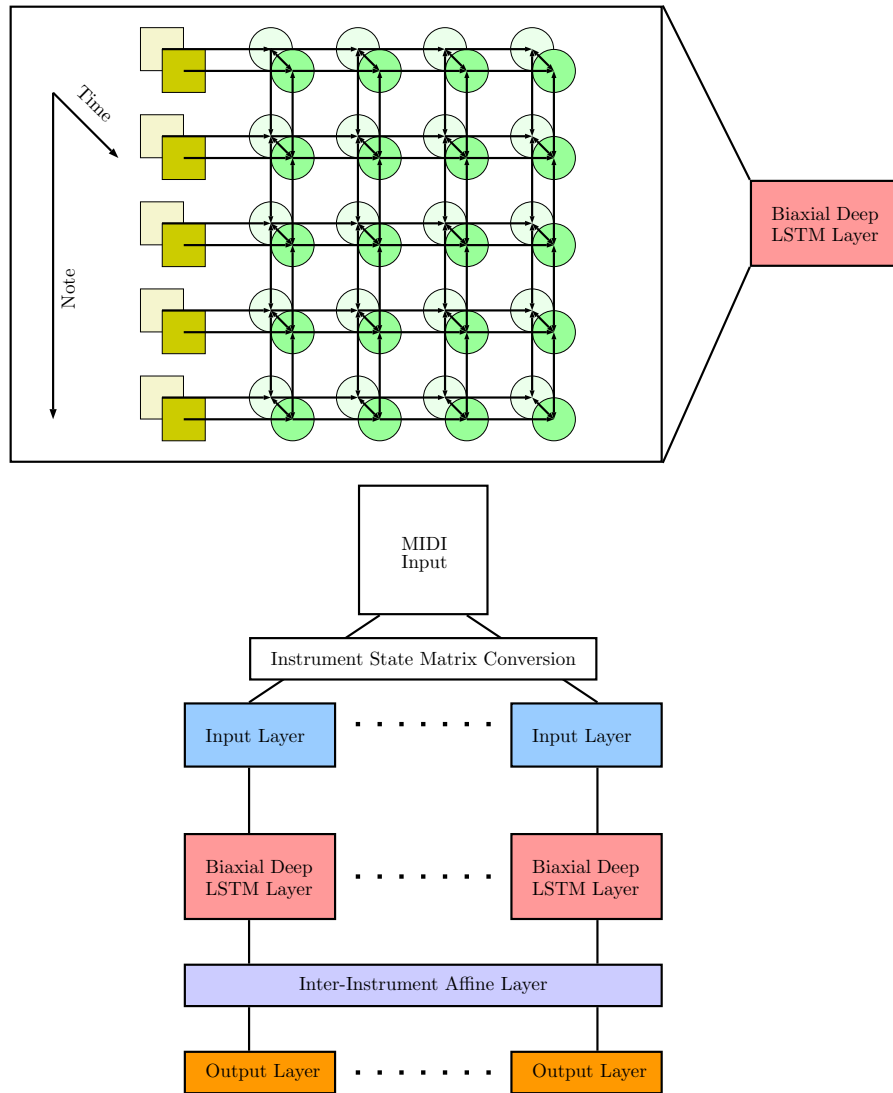 Time
Note
Biaxial Deep
LSTM Layer
MIDI
Input
Instrument State Matrix Conversion
Input Layer
Input Layer
Biaxial Deep
LSTM Layer
Biaxial Deep
LSTM Layer
Inter-Instrument Affine Layer
Output Layer
Output Layer